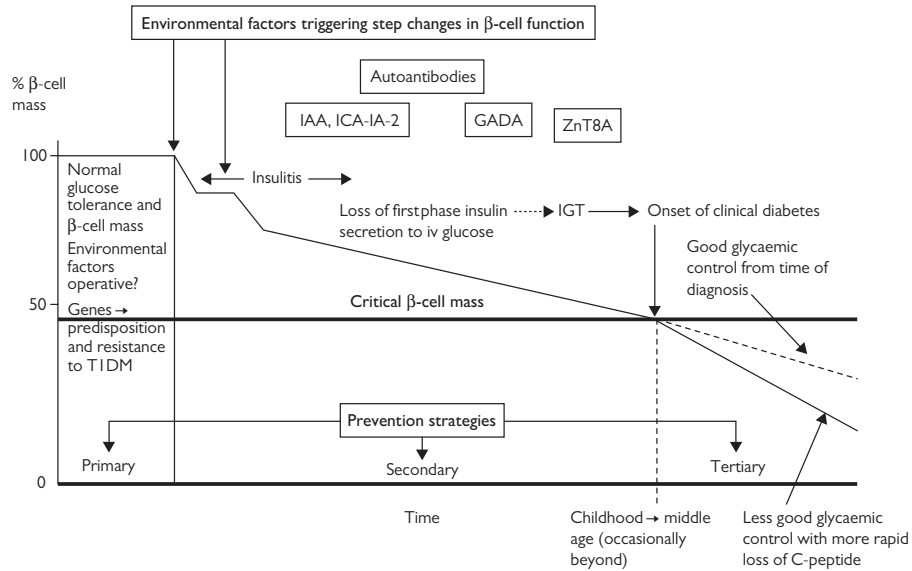 Environmental factors triggering step changes in β-cell function
% β-cell
mass
Autoantibodies
IAA, ICA-IA-2
GADA
ZnT8A
100
Normal
glucose
tolerance and
β-cell mass
Environmental
factors
operative?
Insulitis
Loss of first phase insulin
secretion to iv glucose
IGT
Onset of clinical diabetes
Good glycaemic
control from time of
diagnosis
50
Critical β-cell mass
Genes →
predisposition
and resistance
to T1DM
Prevention strategies
Primary
Secondary
Tertiary
0
Time
Childhood → middle
age (occasionally
beyond)
Less good glycaemic
control with more rapid
loss of C-peptide